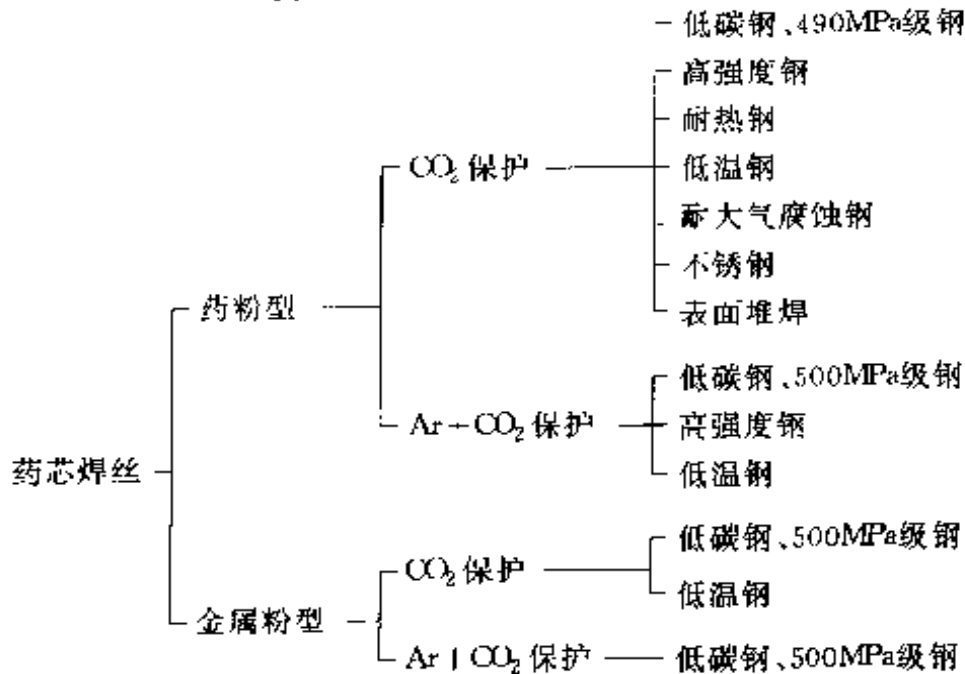 低碳钢、490MPa级钢
高强度钢
耐热钢
CO₂保护
低温钢
耐大气腐蚀钢
不锈钢
药粉型
表面堆焊
低碳钢、500MPa级钢
Ar-CO₂保护
高强度钢
药芯焊丝
低温钢
低碳钢、500MPa级钢
CO₂保护
低温钢
金属粉型
Ar|CO₂保护
低碳钢、500MPa级钢